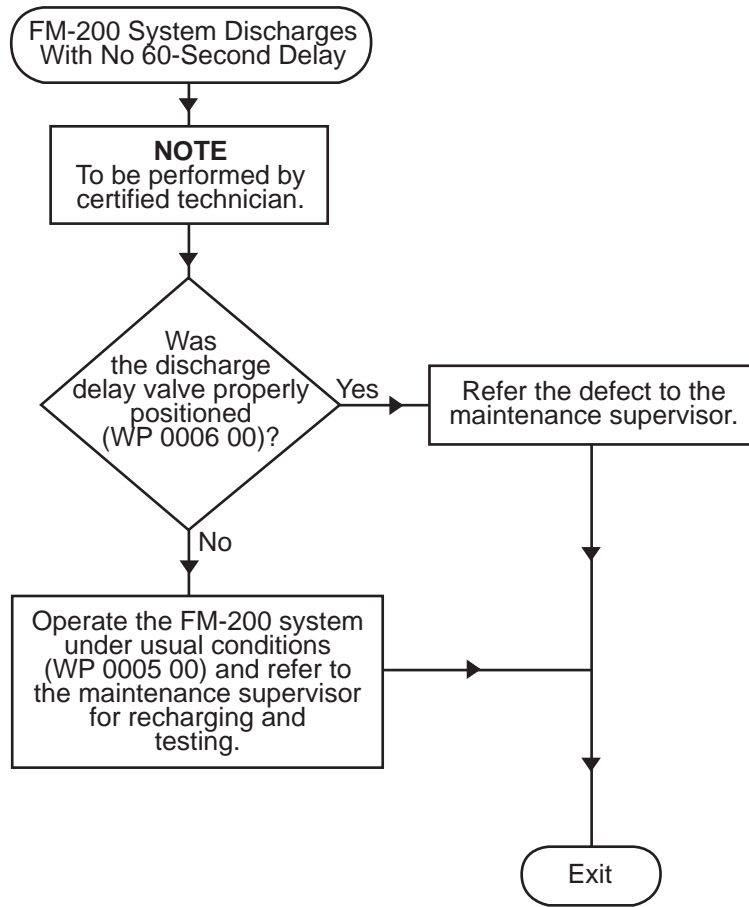 FM-200 System Discharges
With No 60-Second Delay
NOTE
To be performed by
certified technician.
Was
the discharge
delay valve properly
positioned
(WP 0006 00)?
Yes
Refer the defect to the
maintenance supervisor.
No
Operate the FM-200 system
under usual conditions
(WP 0005 00) and refer to
the maintenance supervisor
for recharging and
testing.
Exit